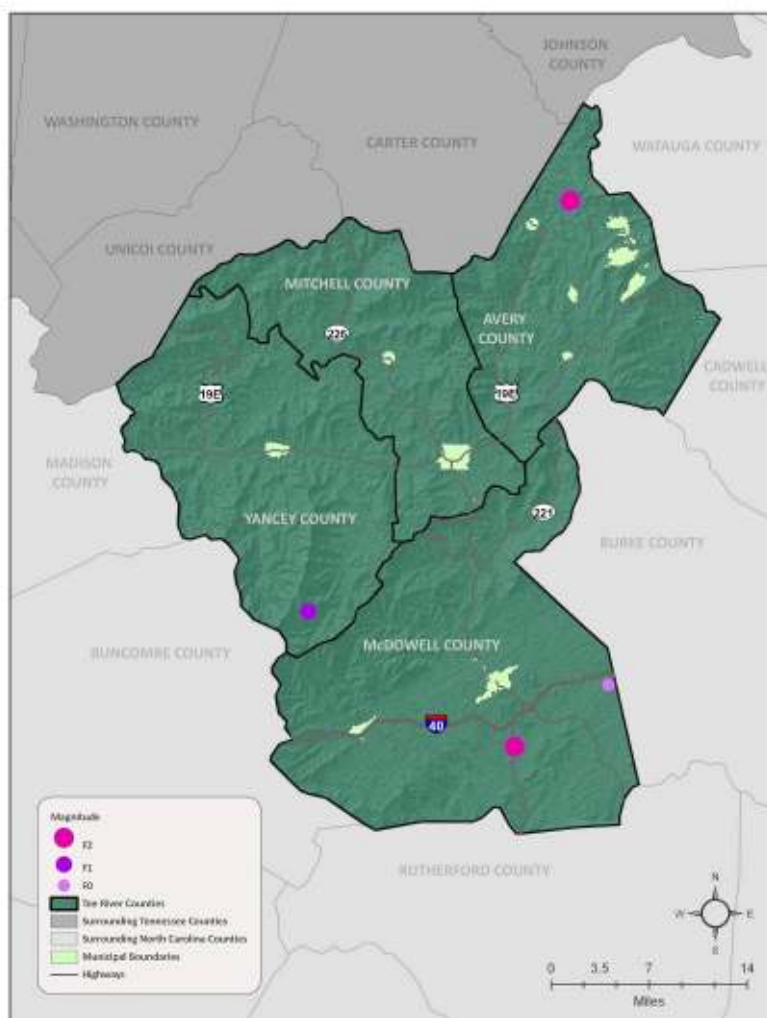 JOHNSON
COUNTY
WASHINGTON COUNTY
CARTER COUNTY
WATAUGA COUNTY
UNICOI COUNTY
MITCHELL COUNTY
AVERY
COUNTY
226
19E
19E
CADWELL
COUNTY
MADISON
COUNTY
YANCEY COUNTY
221
BURKE COUNTY
BUNCOMBE COUNTY
McDOWELL COUNTY
40
RUTHERFORD COUNTY
Magnitude
F2
F1
F0
Toe River Counties
Surrounding Tennessee Counties
Surrounding North Carolina Counties
Municipal Boundaries
Highways
N
W E
S
0 3.5 7 14
Miles